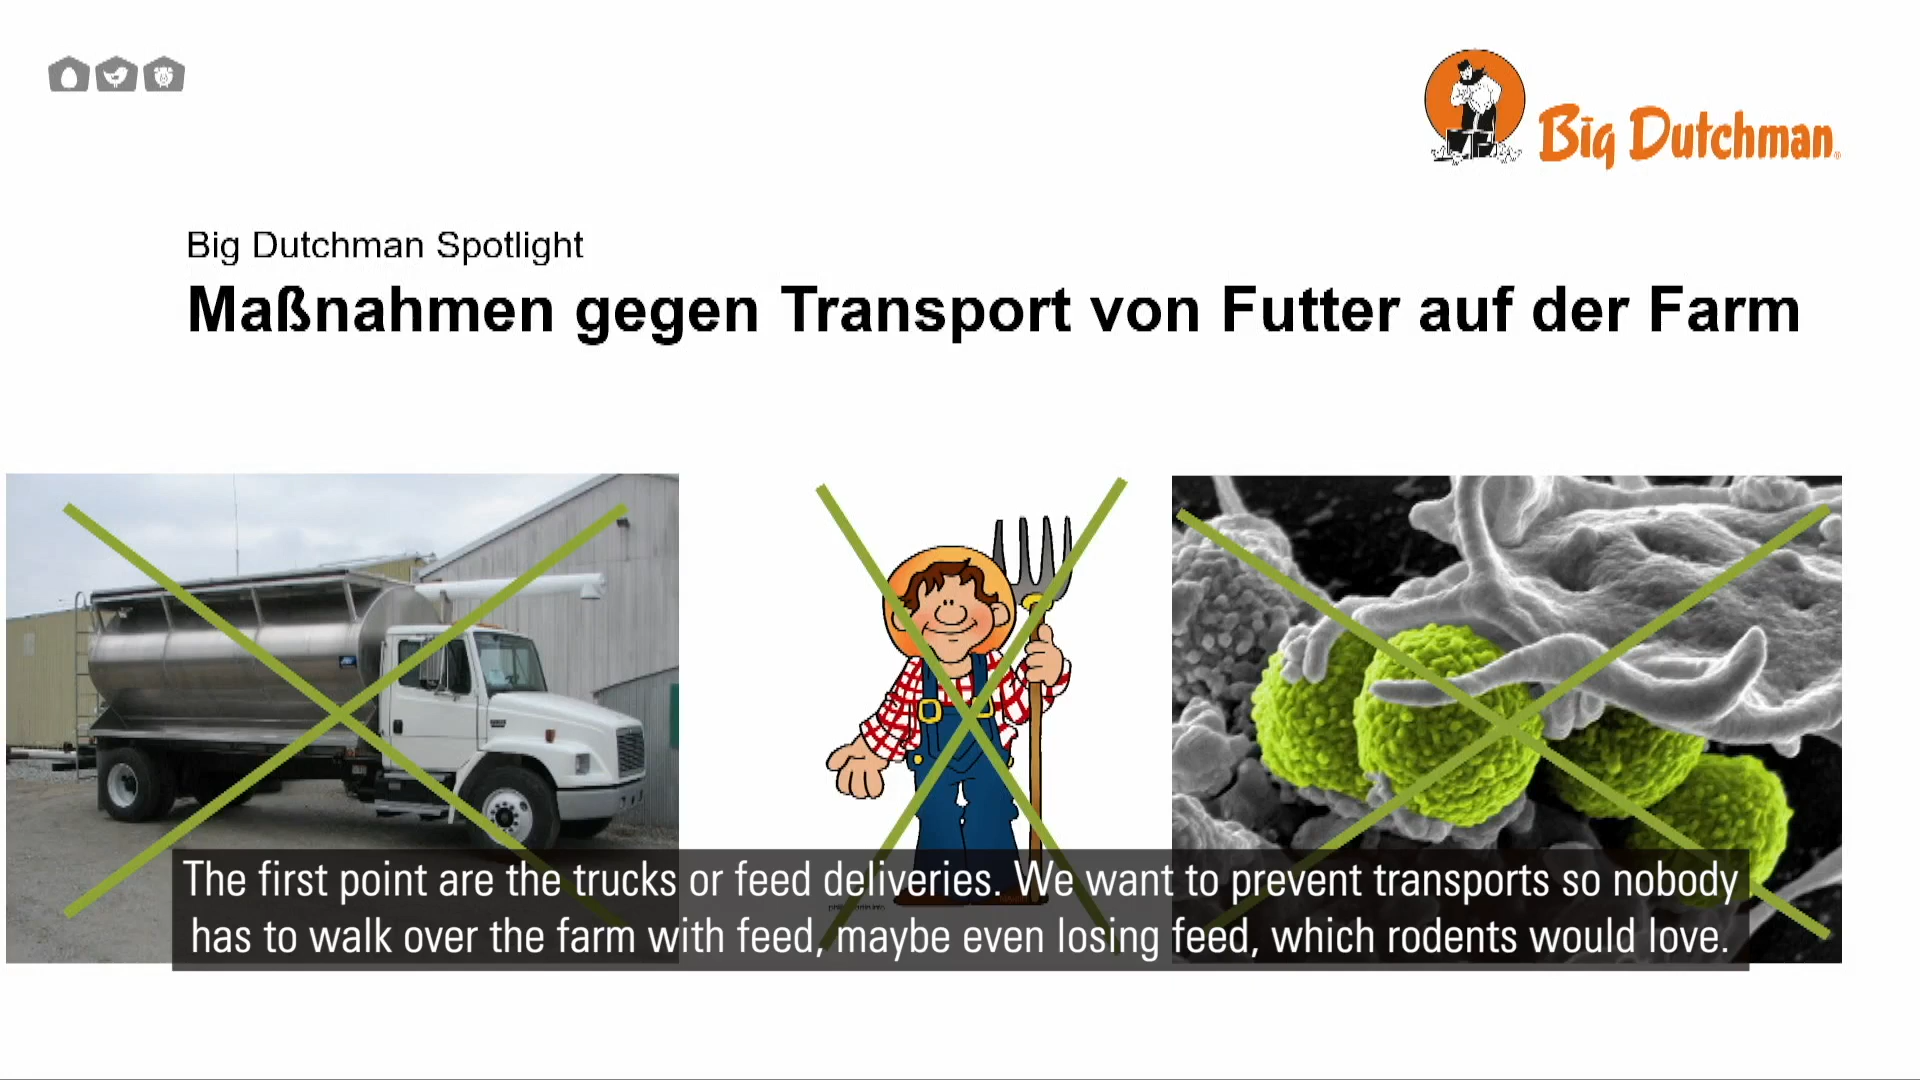 Big Dutchman
Big Dutchman Spotlight
Maßnahmen gegen Transport von Futter auf der Farm
The first point are the trucks or feed deliveries. We want to prevent transports so nobody
has to walk over the farm with feed, maybe even losing feed, which rodents would love.